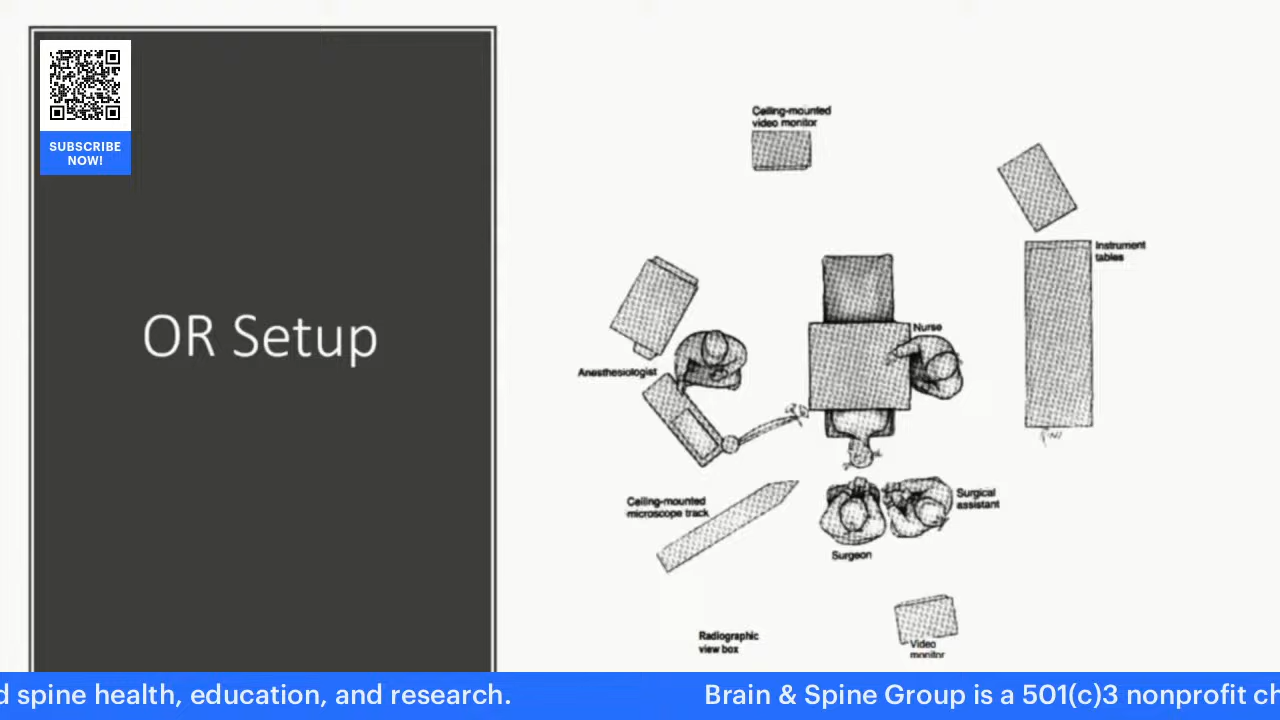 SUBSCRIBE
NOW!
OR Setup
Ceiling-mounted
video monitor
Instrument
tables
Nurse
Anesthesiologist
Ceiling-mounted
microscope track
Surgical
assistant
Surgeon
Radiographic
view box
Video
monitor
d spine health, education, and research.
Brain & Spine Group is a 501(c)3 nonprofit ch